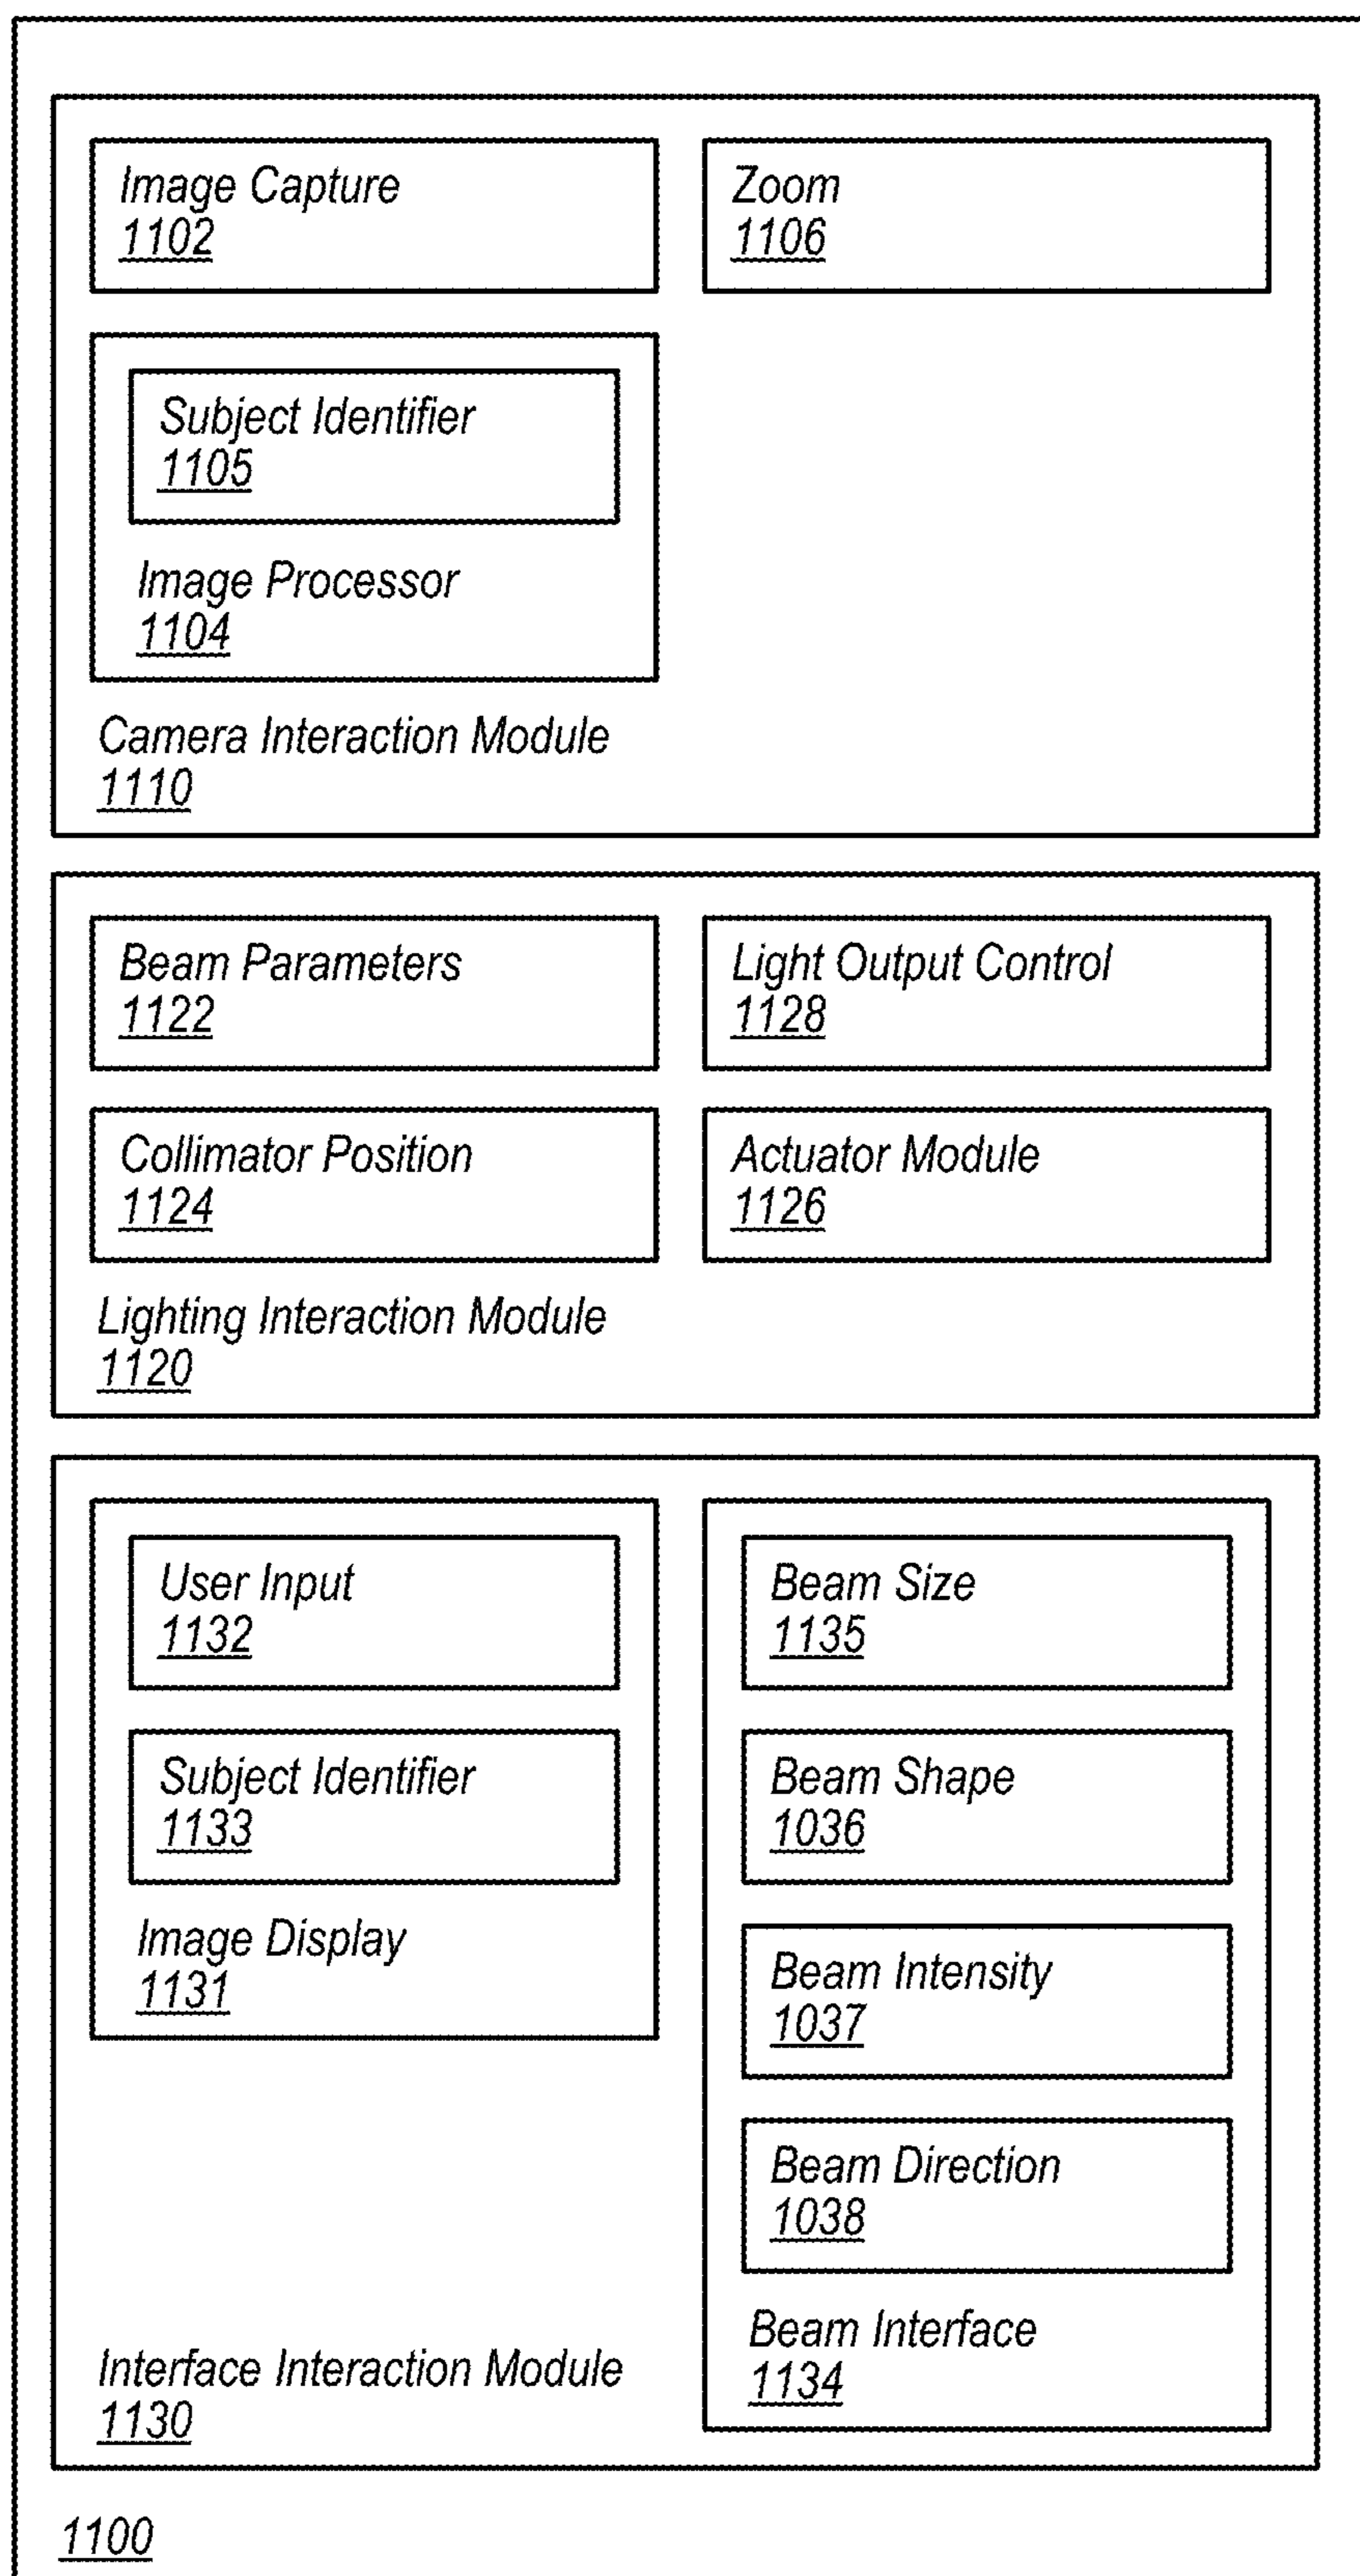 Image Capture
1102
Zoom
1106
Subject Identifier
1105
Image Processor
1104
Camera Interaction Module
1110
Beam Parameters
1122
Light Output Control
1128
Collimator Position
1124
Actuator Module
1126
Lighting Interaction Module
1120
User Input
1132
Subject Identifier
1133
Image Display
1131
Beam Size
1135
Beam Shape
1036
Beam Intensity
1037
Beam Direction
1038
Beam Interface
1134
Interface Interaction Module
1130
1100